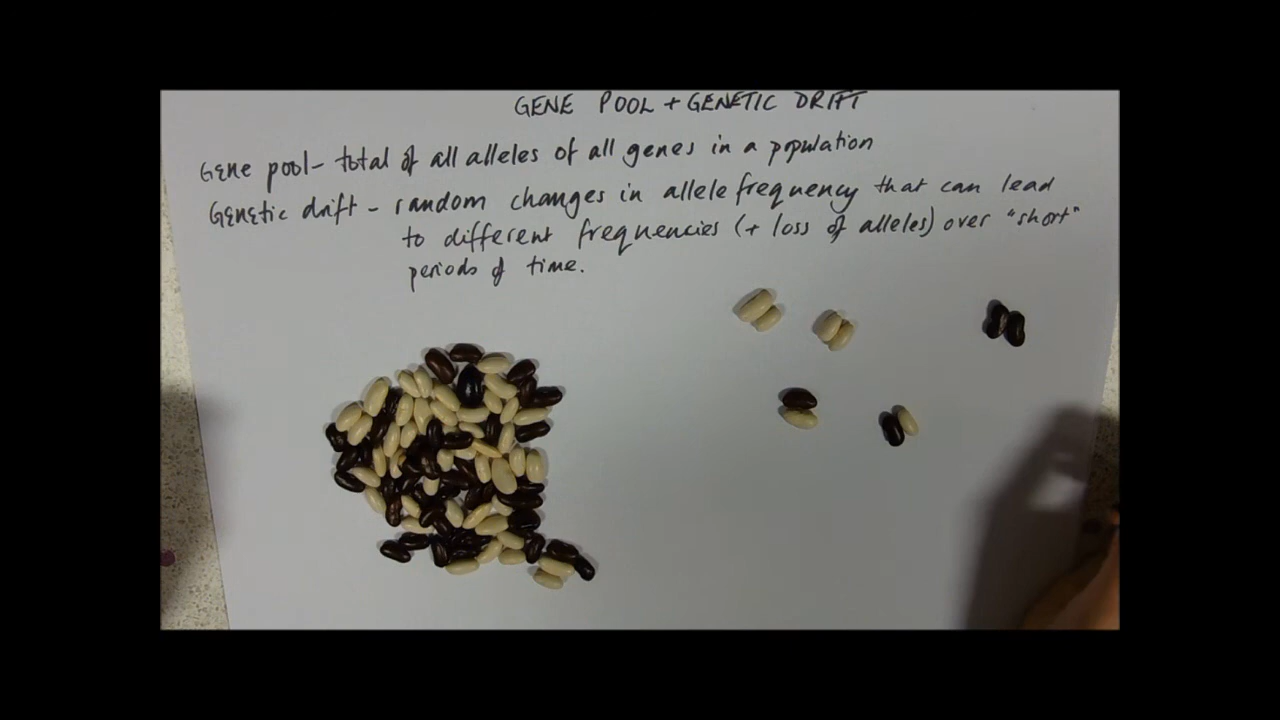 GENE POOL + GENETIC DRIFT
Gene pool - total of all alleles of all genes in a population
Genetic drift - random changes in allele frequency that can lead
to different frequencies (+ loss of alleles) over "short"
periods of time.